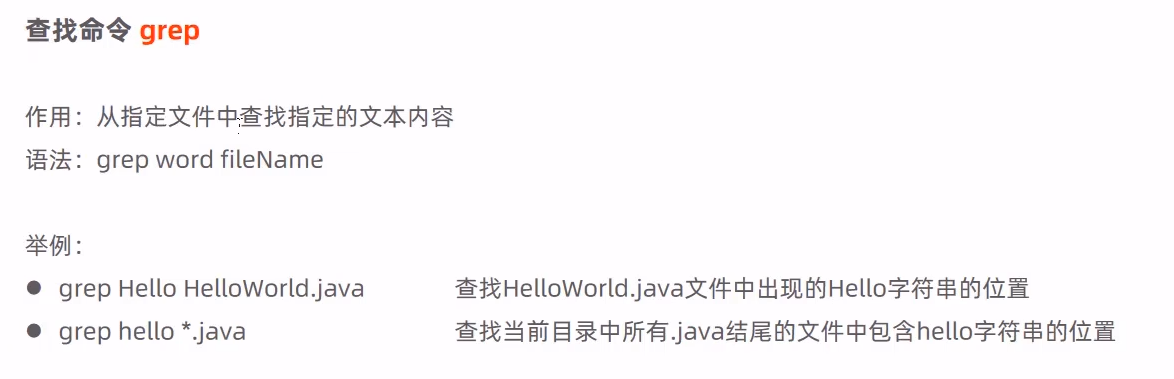 查找命令 grep
作用：从指定文件中查找指定的文本内容
语法：grep word fileName
举例：
● grep Hello HelloWorld.java 查找HelloWorld.java文件中出现的Hello字符串的位置
● grep hello *.java 查找当前目录中所有.java结尾的文件中包含hello字符串的位置